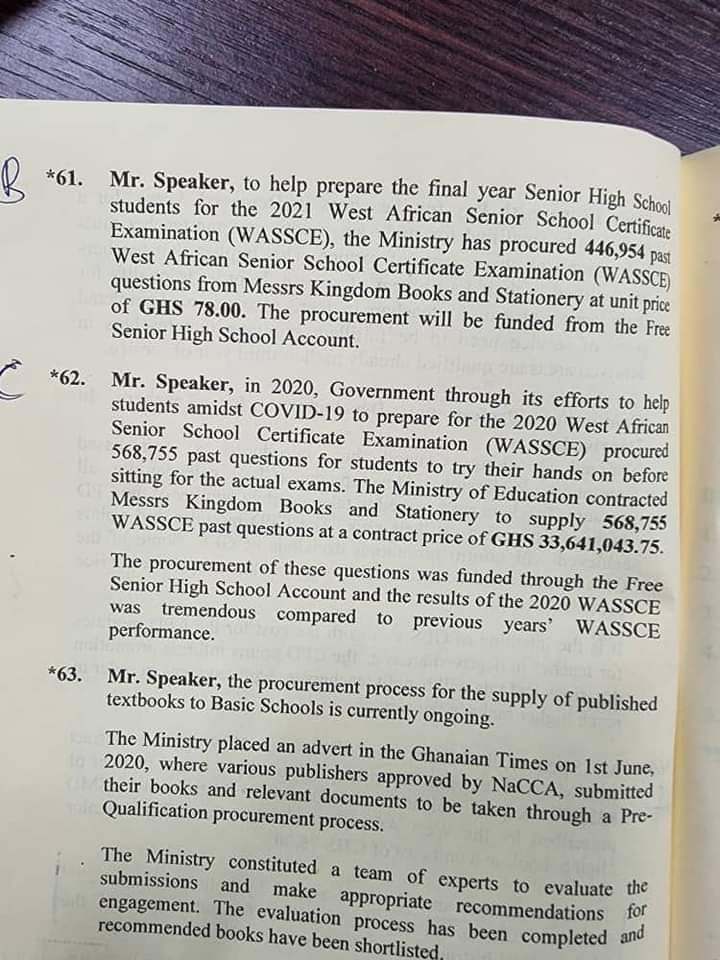 B *61. Mr. Speaker, to help prepare the final year Senior High School
students for the 2021 West African Senior School Certificate
Examination (WASSCE), the Ministry has procured 446,954 past
West African Senior School Certificate Examination (WASSCE)
questions from Messrs Kingdom Books and Stationery at unit price
of GHS 78.00. The procurement will be funded from the Free
Senior High School Account.
*62. Mr. Speaker, in 2020, Government through its efforts to help
students amidst COVID-19 to prepare for the 2020 West African
Senior School Certificate Examination (WASSCE) procured
568,755 past questions for students to try their hands on before
sitting for the actual exams. The Ministry of Education contracted
Messrs Kingdom Books and Stationery to supply 568,755
WASSCE past questions at a contract price of GHS 33,641,043.75.
The procurement of these questions was funded through the Free
Senior High School Account and the results of the 2020 WASSCE
was tremendous compared to previous years' WASSCE
performance.
*63. Mr. Speaker, the procurement process for the supply of published
textbooks to Basic Schools is currently ongoing.
The Ministry placed an advert in the Ghanaian Times on 1st June,
2020, where various publishers approved by NaCCA, submitted
their books and relevant documents to be taken through a Pre-
Qualification procurement process.
The Ministry constituted a team of experts to evaluate the
submissions and make appropriate recommendations for
engagement. The evaluation process has been completed and
recommended books have been shortlisted.